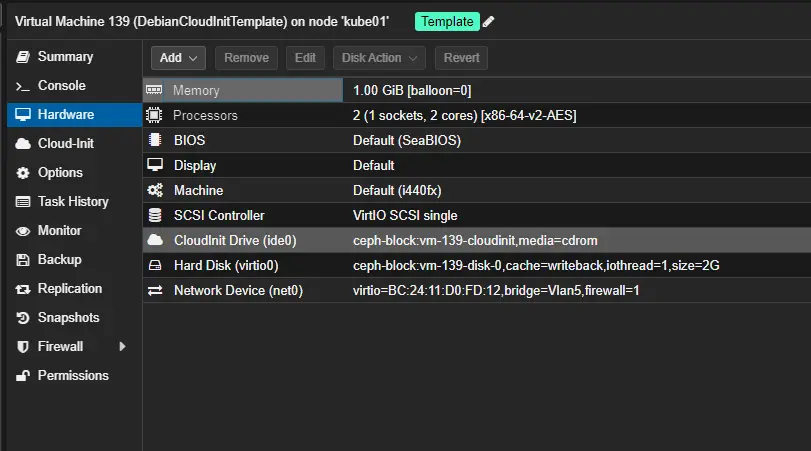 Virtual Machine 139 (DebianCloudInitTemplate) on node 'kube01' Template
Summary
Console
Hardware
Cloud-Init
Options
Task History
Monitor
Backup
Replication
Snapshots
Firewall
Permissions
Add Remove Edit Disk Action Revert
Memory 1.00 GiB [balloon=0]
Processors 2 (1 sockets, 2 cores) [x86-64-v2-AES]
BIOS Default (SeaBIOS)
Display Default
Machine Default (i440fx)
SCSI Controller VirtIO SCSI single
CloudInit Drive (ide0) ceph-block:vm-139-cloudinit,media=cdrom
Hard Disk (virtio0) ceph-block:vm-139-disk-0,cache=writeback,iothread=1,size=2G
Network Device (net0) virtio=BC:24:11:D0:FD:12,bridge=Vlan5,firewall=1